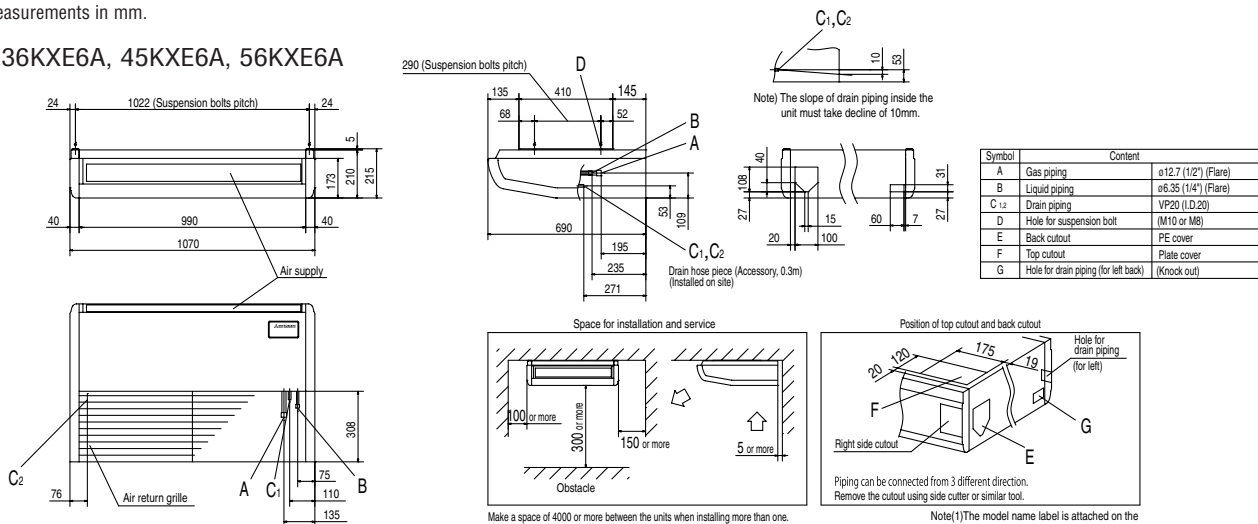 easurements in mm.
36KXE6A, 45KXE6A, 56KXE6A
24
1022 (Suspension bolts pitch)
24
5
173
210
215
40
990
40
1070
Air supply
308
75
110
135
76
C2
Air return grille
A
C1
B
290 (Suspension bolts pitch)
D
135
410
145
68
52
B
A
53
109
690
195
235
271
C1,C2
Drain hose piece (Accessory, 0.3m)
(Installed on site)
C1,C2
10
53
Note) The slope of drain piping inside the
unit must take decline of 10mm.
40
108
27
15
20
100
60
7
31
27
Symbol Content
A Gas piping ø12.7 (1/2") (Flare)
B Liquid piping ø6.35 (1/4") (Flare)
C 1,2 Drain piping VP20 (I.D.20)
D Hole for suspension bolt (M10 or M8)
E Back cutout PE cover
F Top cutout Plate cover
G Hole for drain piping (for left back) (Knock out)
Space for installation and service
100 or more
300 or more
150 or more
5 or more
Obstacle
Make a space of 4000 or more between the units when installing more than one.
Position of top cutout and back cutout
20
120
175
19
Hole for
drain piping
(for left)
F
G
Right side cutout
E
Piping can be connected from 3 different direction.
Remove the cutout using side cutter or similar tool.
Note(1)The model name label is attached on the